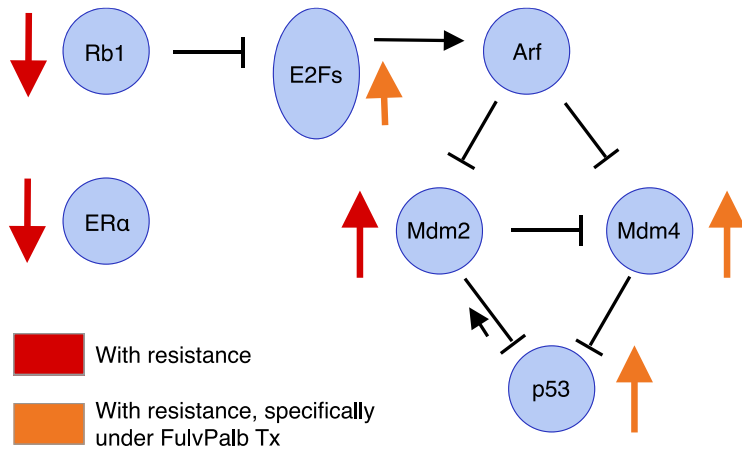 Rb1
E2Fs
Arf
ERα
Mdm2
Mdm4
p53
With resistance
With resistance, specifically
under FulvPalb Tx